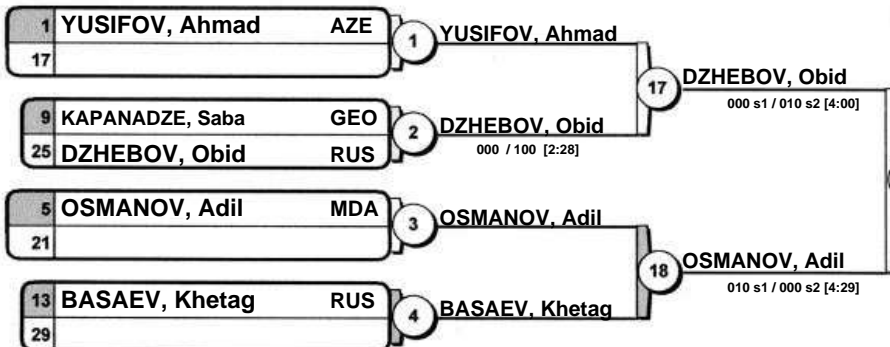 1 YUSIFOV, Ahmad AZE
17
1
YUSIFOV, Ahmad
9 KAPANADZE, Saba GEO
25 DZHEBOV, Obid RUS
2
DZHEBOV, Obid
000 / 100 [2:28]
17
DZHEBOV, Obid
000 s1 / 010 s2 [4:00]
5 OSMANOV, Adil MDA
21
3
OSMANOV, Adil
13 BASAEV, Khetag RUS
29
4
BASAEV, Khetag
18
OSMANOV, Adil
010 s1 / 000 s2 [4:29]